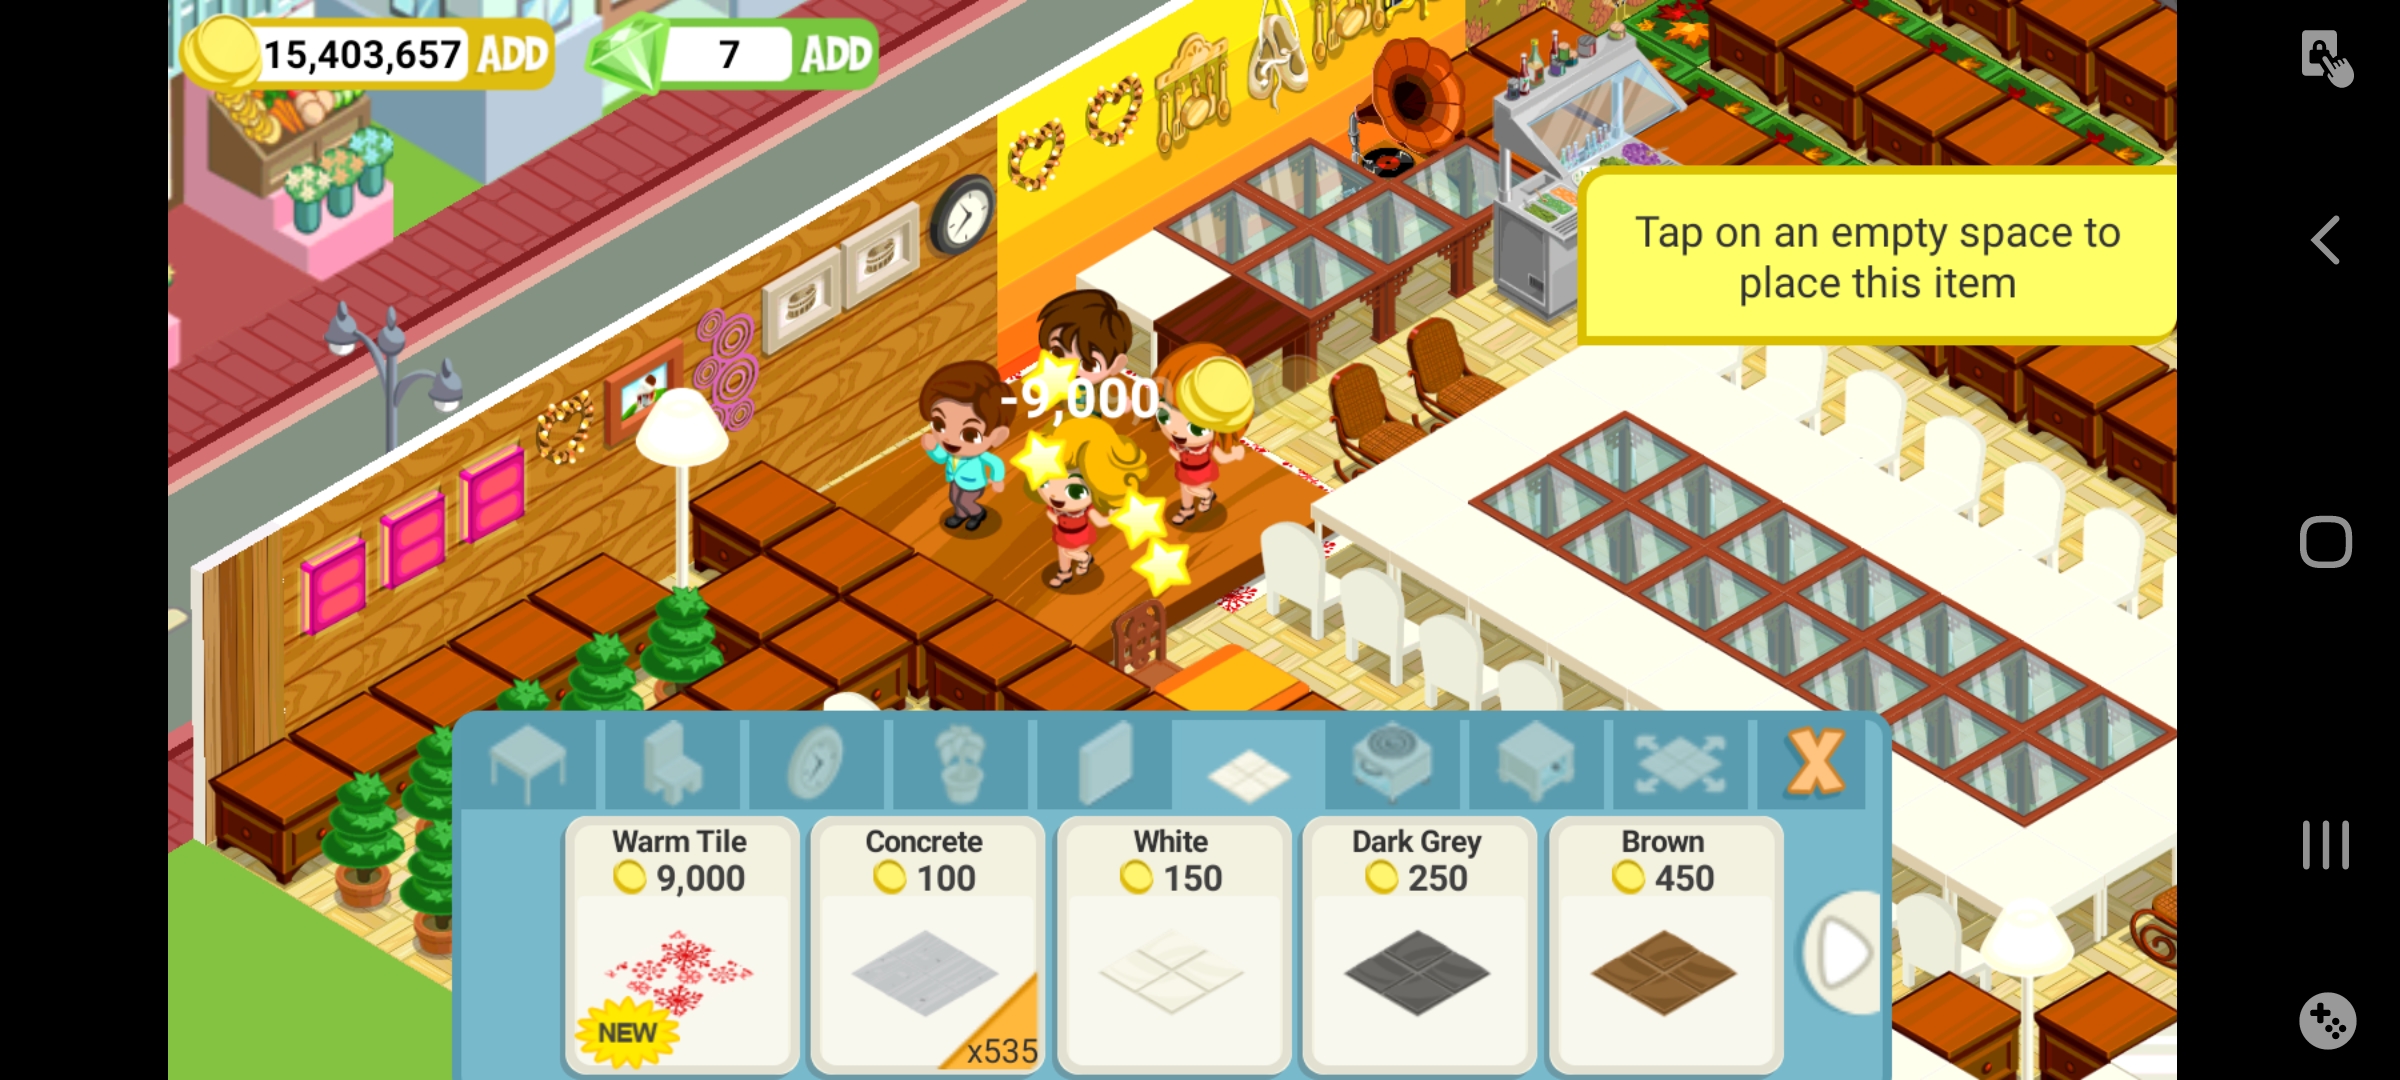 15,403,657 ADD
7 ADD
Tap on an empty space to
place this item
-9,000
Warm Tile
9,000
NEW
Concrete
100
x535
White
150
Dark Grey
250
Brown
450
X